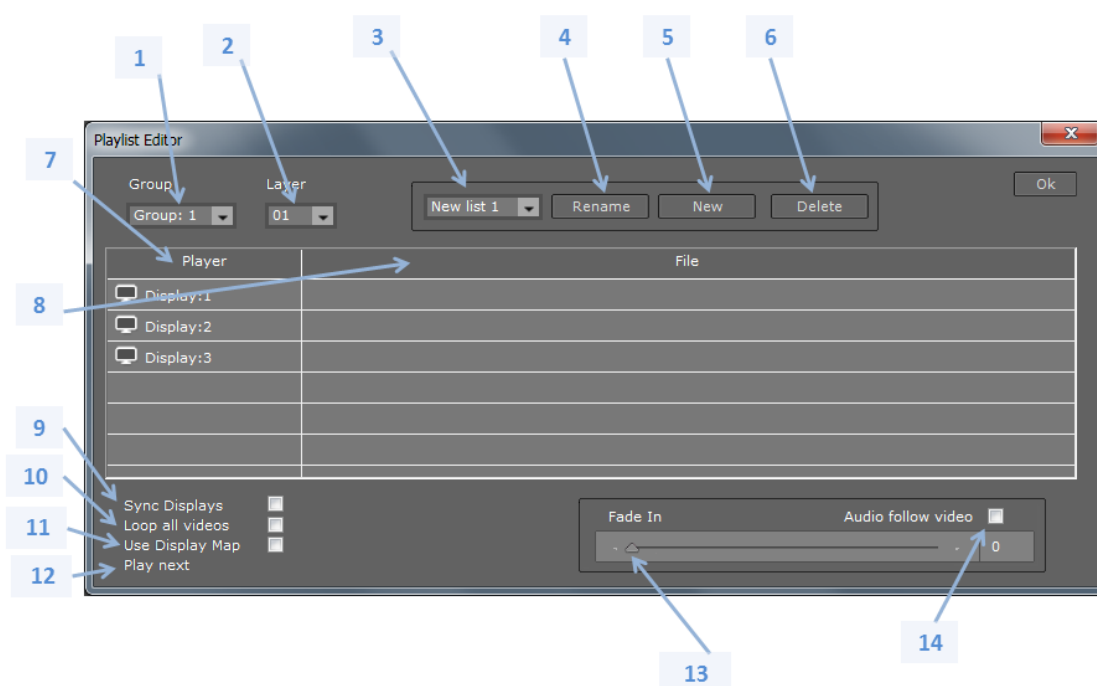 1
2
3
4
5
6
Playlist Editor
x
7
Group
Layer
Ok
Group: 1
01
New list 1
Rename
New
Delete
Player
File
8
Display:1
Display:2
Display:3
9
10
Sync Displays
Loop all videos
11
Use Display Map
12
Play next
Fade In
Audio follow video
0
14
13